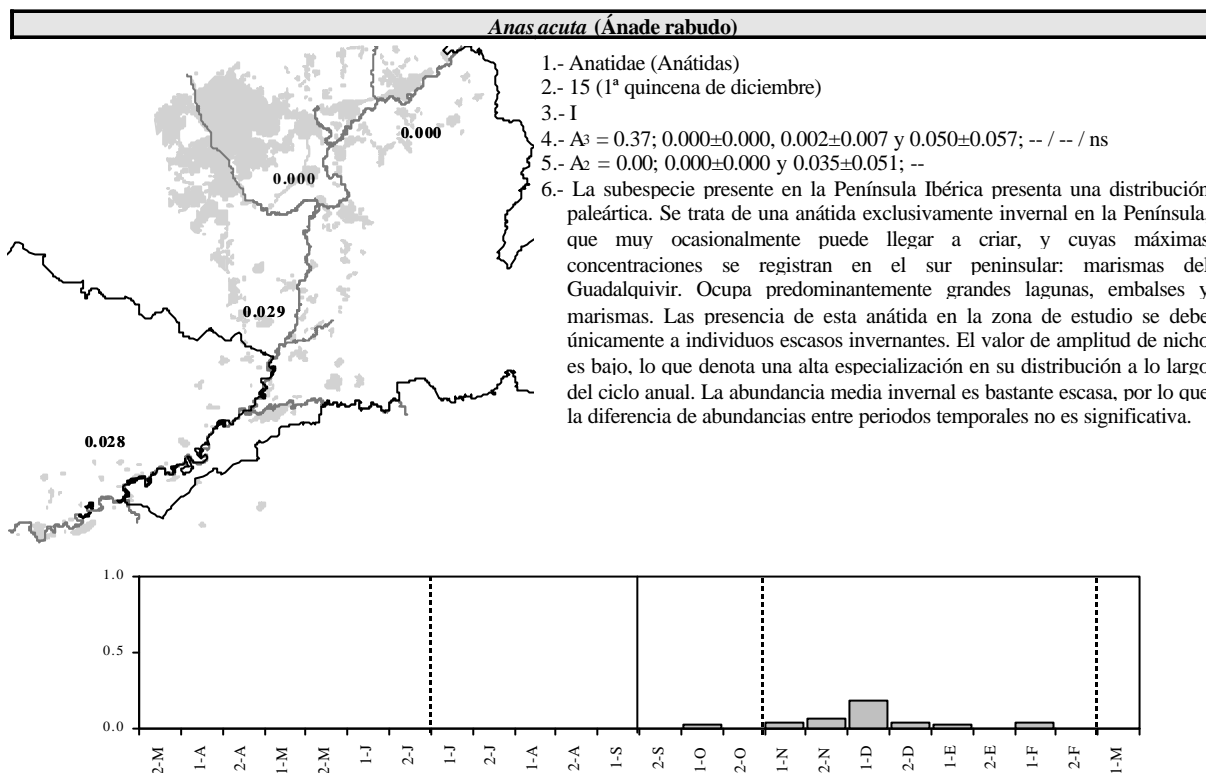 Anas acuta (Ánade rabudo)
1.- Anatidae (Anátidas)
2.- 15 (1ª quincena de diciembre)
3.- I
4.- A3 = 0.37; 0.000±0.000, 0.002±0.007 y 0.050±0.057; -- / -- / ns
5.- A2 = 0.00; 0.000±0.000 y 0.035±0.051; --
6.- La subespecie presente en la Península Ibérica presenta una distribución
paleártica. Se trata de una anátida exclusivamente invernal en la Península,
que muy ocasionalmente puede llegar a criar, y cuyas máximas
concentraciones se registran en el sur peninsular: marismas del
Guadalquivir. Ocupa predominantemente grandes lagunas, embalses y
marismas. Las presencia de esta anátida en la zona de estudio se debe
únicamente a individuos escasos invernantes. El valor de amplitud de nicho
es bajo, lo que denota una alta especialización en su distribución a lo largo
del ciclo anual. La abundancia media invernal es bastante escasa, por lo que
la diferencia de abundancias entre periodos temporales no es significativa.
0.000
0.000
0.029
0.028
1.0
0.5
0.0
2-M
1-A
2-A
1-M
2-M
1-J
2-J
1-J
2-J
1-A
2-A
1-S
2-S
1-O
2-O
1-N
2-N
1-D
2-D
1-E
2-E
1-F
2-F
1-M